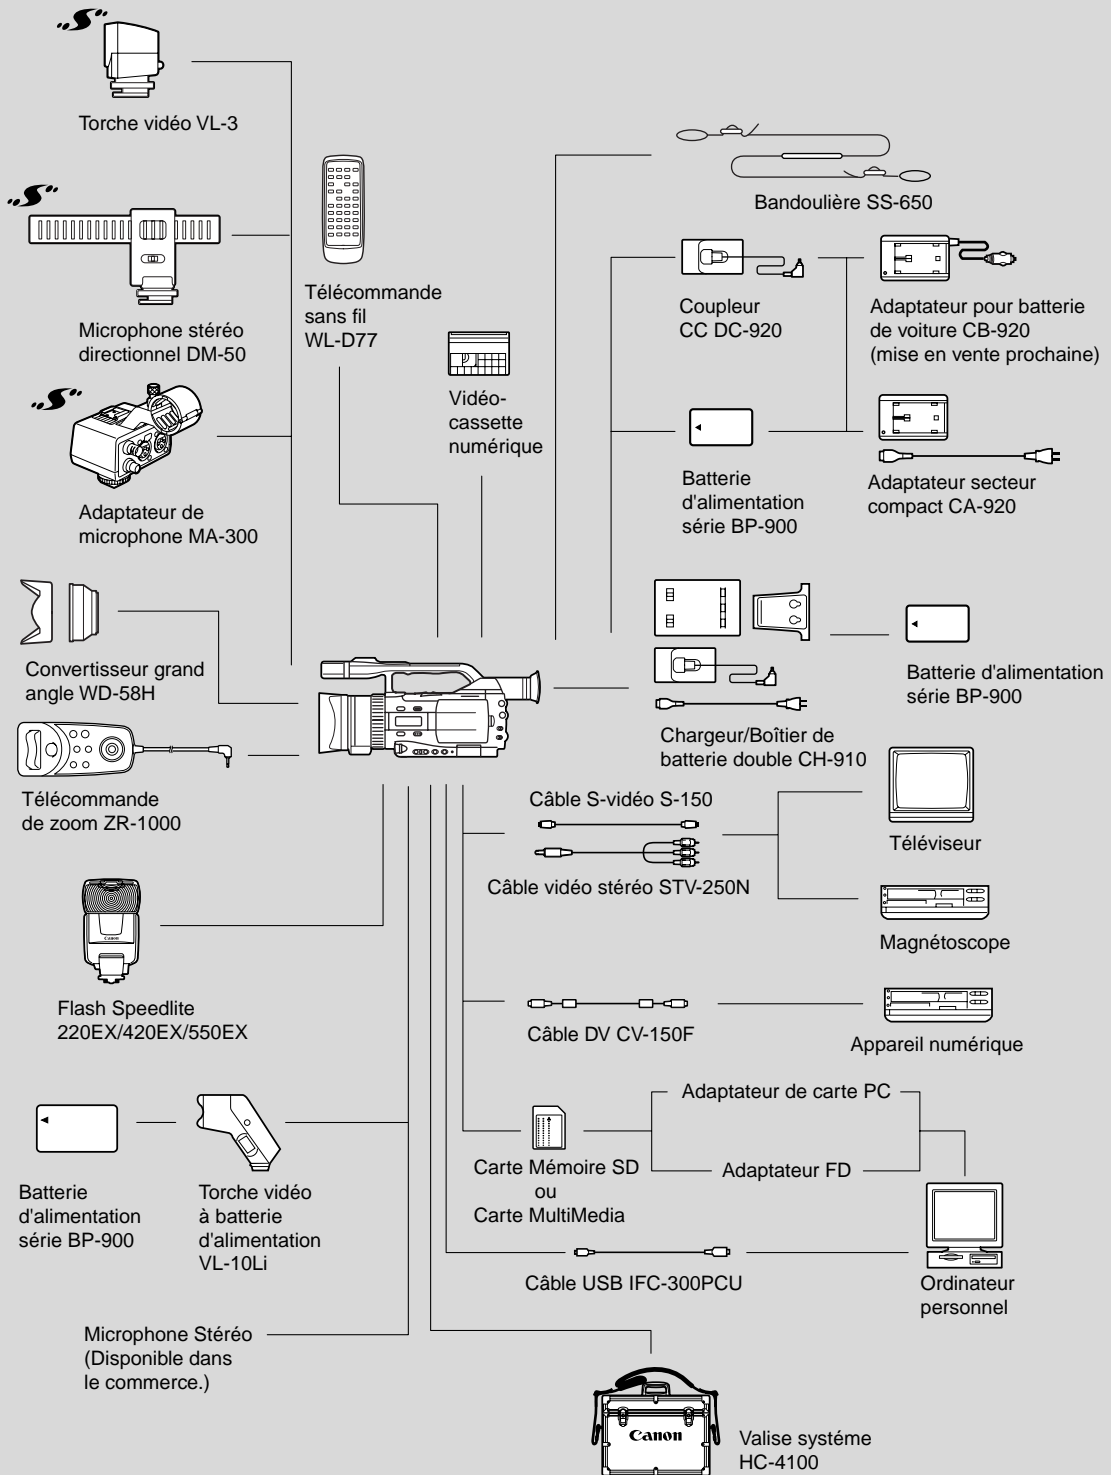 Torche vidéo VL-3
Microphone stéréo
directionnel DM-50
Adaptateur de
microphone MA-300
Convertisseur grand
angle WD-58H
Télécommande
de zoom ZR-1000
Canon
Flash Speedlite
220EX/420EX/550EX
Batterie
d'alimentation
série BP-900
Torche vidéo
à batterie
d'alimentation
VL-10Li
Microphone Stéréo
(Disponible dans
le commerce.)
Télécommande
sans fil
WL-D77
Vidéo-
cassette
numérique
Bandoulière SS-650
Coupleur
CC DC-920
Adaptateur pour batterie
de voiture CB-920
(mise en vente prochaine)
Batterie
d'alimentation
série BP-900
Adaptateur secteur
compact CA-920
Chargeur/Boîtier de
batterie double CH-910
Batterie d'alimentation
série BP-900
Câble S-vidéo S-150
Câble vidéo stéréo STV-250N
Téléviseur
Magnétoscope
Câble DV CV-150F
Appareil numérique
Carte Mémoire SD
ou
Carte MultiMedia
Adaptateur de carte PC
Adaptateur FD
Câble USB IFC-300PCU
Ordinateur
personnel
Canon
Valise systéme
HC-4100